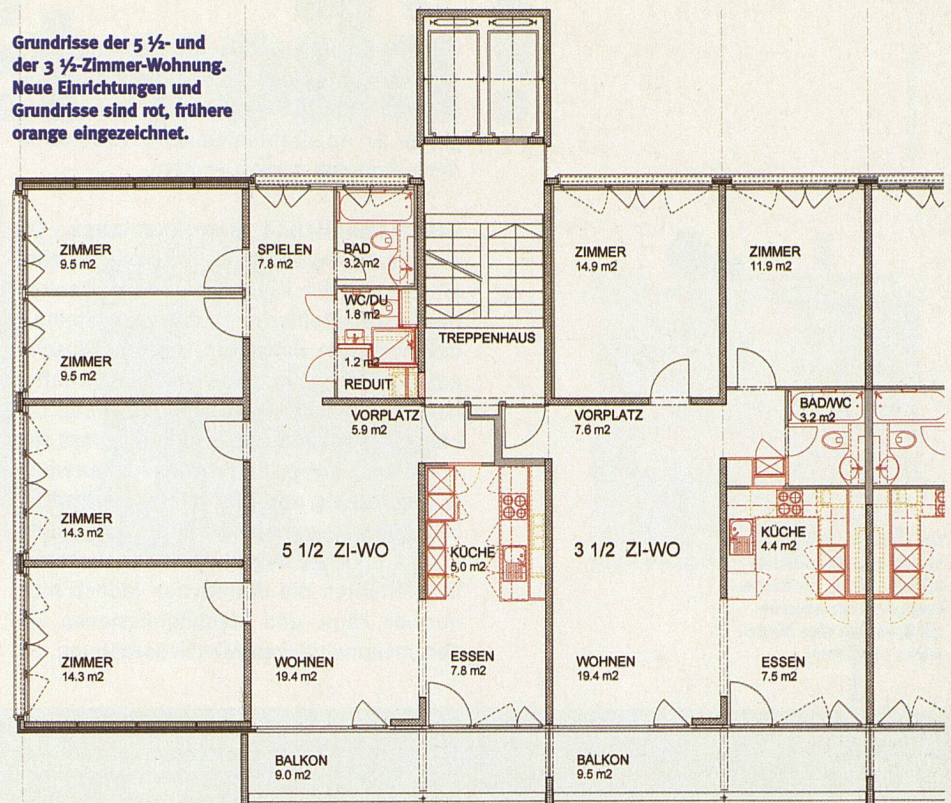 Grundrisse der 5 ½- und
der 3 ½-Zimmer-Wohnung.
Neue Einrichtungen und
Grundrisse sind rot, frühere
orange eingezeichnet.
ZIMMER
9.5 m2
SPIELEN
7.8 m2
BAD
3.2 m2
ZIMMER
14.9 m2
ZIMMER
11.9 m2
WC/DU
1.8 m2
TREPPENHAUS
ZIMMER
9.5 m2
1.2 m2
REDUIT
VORPLATZ
5.9 m2
VORPLATZ
7.6 m2
BAD/WC
3.2 m2
ZIMMER
14.3 m2
5 1/2 ZI-WO
KÜCHE
5.0 m2
3 1/2 ZI-WO
KÜCHE
4.4 m2
ZIMMER
14.3 m2
WOHNEN
19.4 m2
ESSEN
7.8 m2
WOHNEN
19.4 m2
ESSEN
7.5 m2
BALKON
9.0 m2
BALKON
9.5 m2